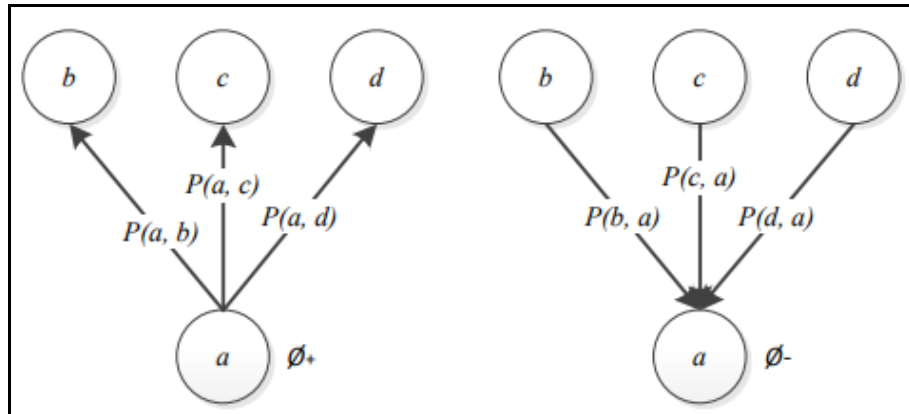 b c d b c d
P(a, c) P(c, a)
P(a, b) P(a, d) P(b, a) P(d, a)
a Ø+ a Ø-